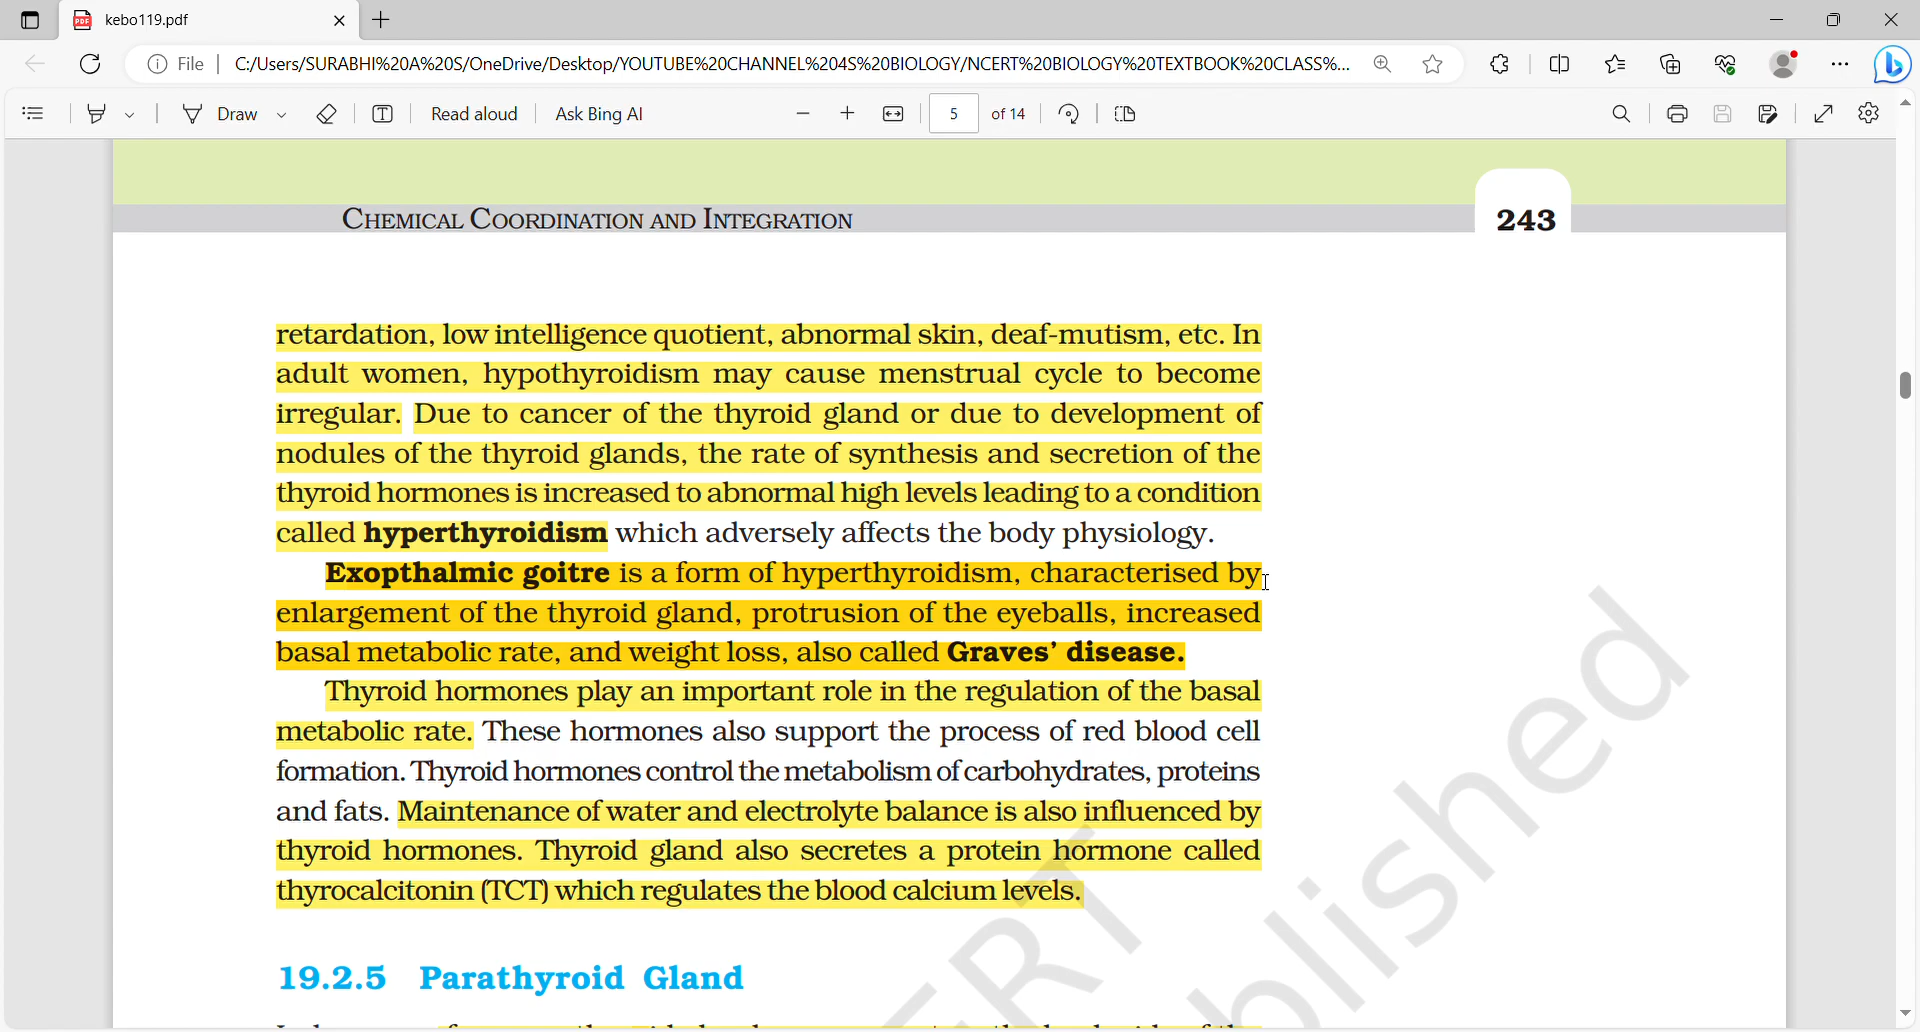 kebo119.pdf
File
C:/Users/SURABHI%20A%20S/OneDrive/Desktop/YOUTUBE%20CHANNEL%204S%20BIOLOGY/NCERT%20BIOLOGY%20TEXTBOOK%20CLASS%...
Draw
Read aloud
Ask Bing AI
5 of 14
CHEMICAL COORDINATION AND INTEGRATION
243
retardation, low intelligence quotient, abnormal skin, deaf-mutism, etc. In
adult women, hypothyroidism may cause menstrual cycle to become
irregular. Due to cancer of the thyroid gland or due to development of
nodules of the thyroid glands, the rate of synthesis and secretion of the
thyroid hormones is increased to abnormal high levels leading to a condition
called hyperthyroidism which adversely affects the body physiology.
Exopthalmic goitre is a form of hyperthyroidism, characterised by
enlargement of the thyroid gland, protrusion of the eyeballs, increased
basal metabolic rate, and weight loss, also called Graves’ disease.
Thyroid hormones play an important role in the regulation of the basal
metabolic rate. These hormones also support the process of red blood cell
formation. Thyroid hormones control the metabolism of carbohydrates, proteins
and fats. Maintenance of water and electrolyte balance is also influenced by
thyroid hormones. Thyroid gland also secretes a protein hormone called
thyrocalcitonin (TCT) which regulates the blood calcium levels.
19.2.5 Parathyroid Gland